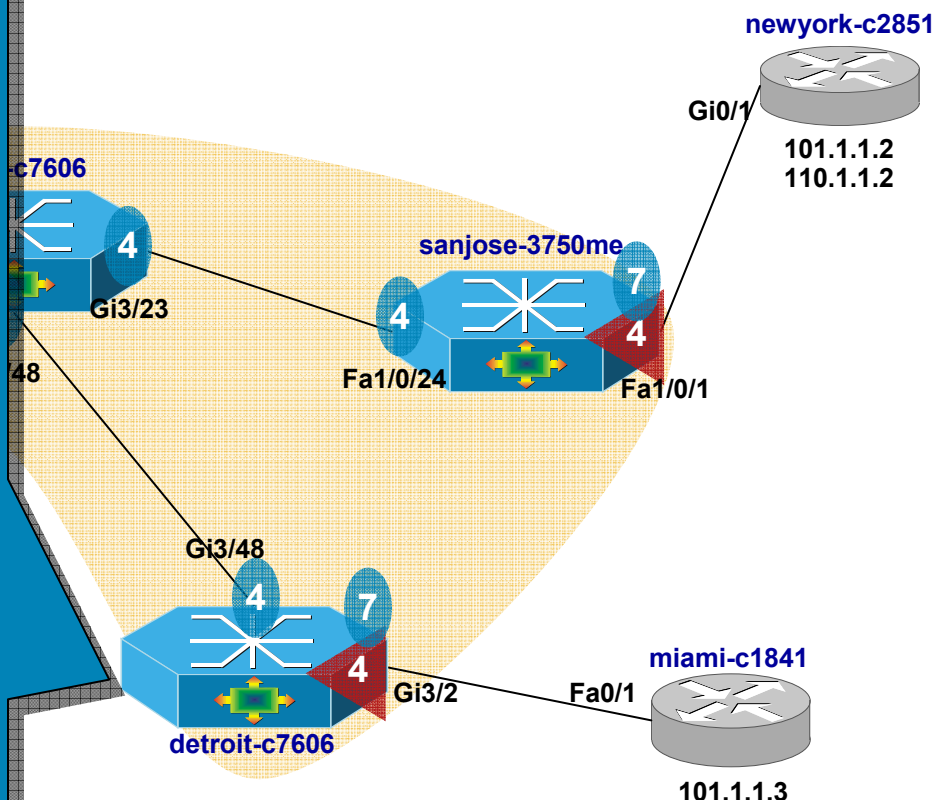 newyork-c2851
Gi0/1
101.1.1.2
110.1.1.2
-c7606
4
Gi3/23
sanjose-3750me
7
4
4
Fa1/0/24
Fa1/0/1
/48
Gi3/48
4
7
4
Gi3/2
detroit-c7606
miami-c1841
Fa0/1
101.1.1.3